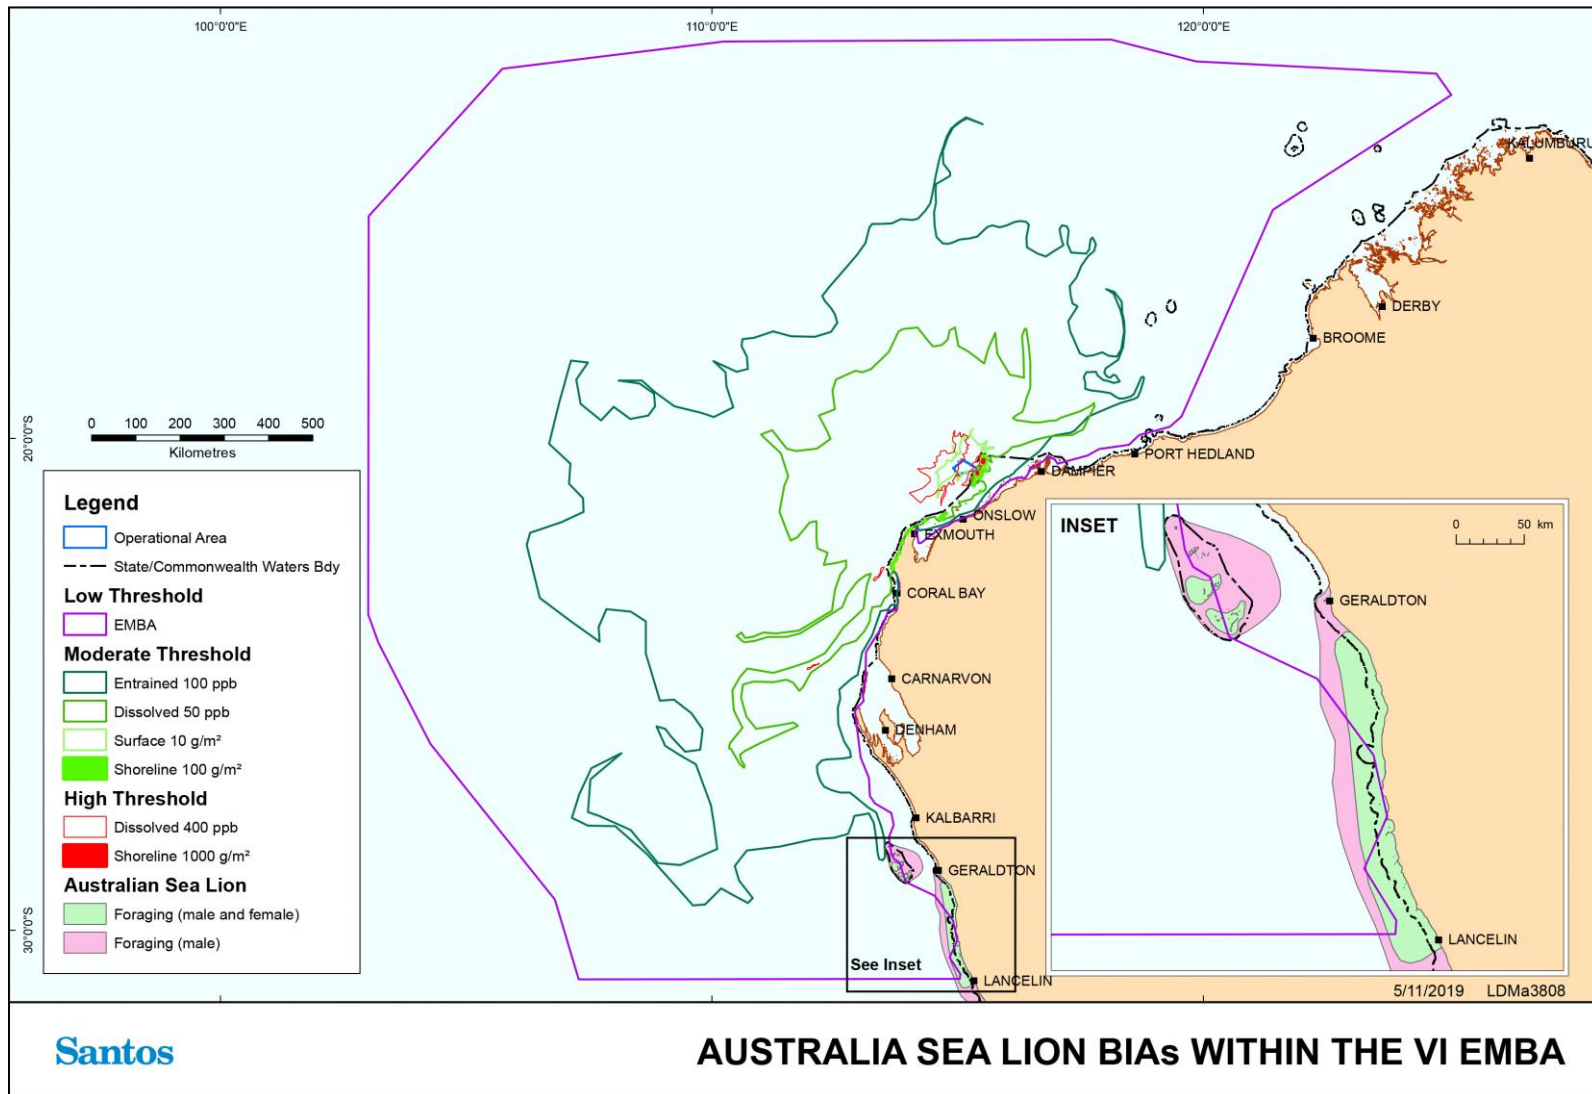 100°0'0"E
110°0'0"E
120°0'0"E
20°0'0"S
30°0'0"S
KALUMBURU
DERBY
BROOME
PORT HEDLAND
DAMPIER
ONSLOW
EXMOUTH
CORAL BAY
CARNARVON
DENHAM
KALBARRI
GERALDTON
LANCELIN
See Inset
0 100 200 300 400 500
Kilometres
Legend
Operational Area
State/Commonwealth Waters Bdy
Low Threshold
EMBA
Moderate Threshold
Entrained 100 ppb
Dissolved 50 ppb
Surface 10 g/m²
Shoreline 100 g/m²
High Threshold
Dissolved 400 ppb
Shoreline 1000 g/m²
Australian Sea Lion
Foraging (male and female)
Foraging (male)
INSET
0 50 km
GERALDTON
LANCELIN
5/11/2019 LDMa3808
Santos
AUSTRALIA SEA LION BIAs WITHIN THE VI EMBA